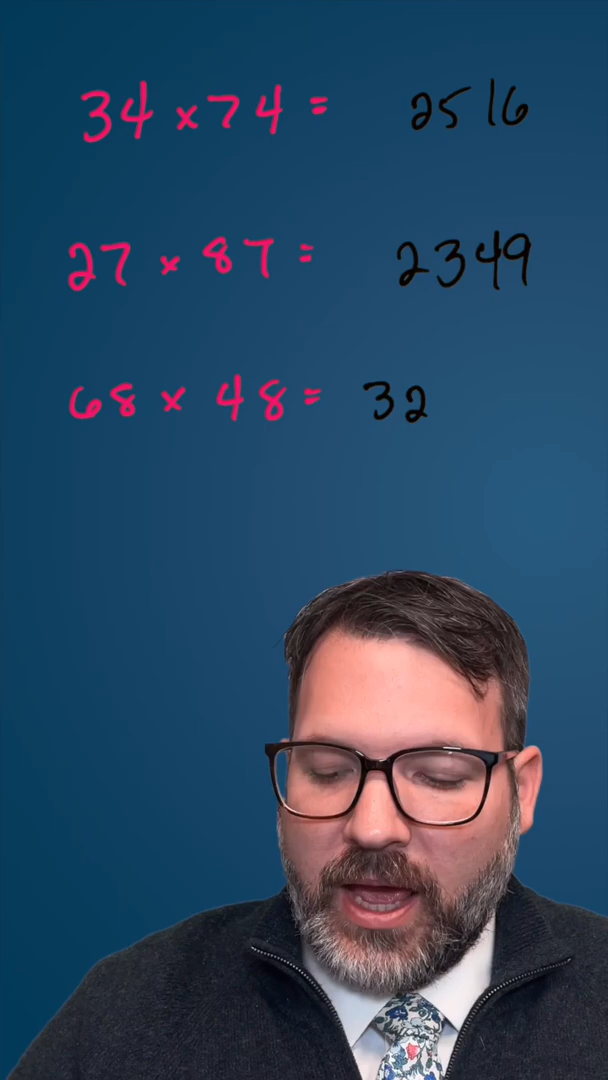 34 × 74 = 2516
27 × 87 = 2349
68 × 48 = 32